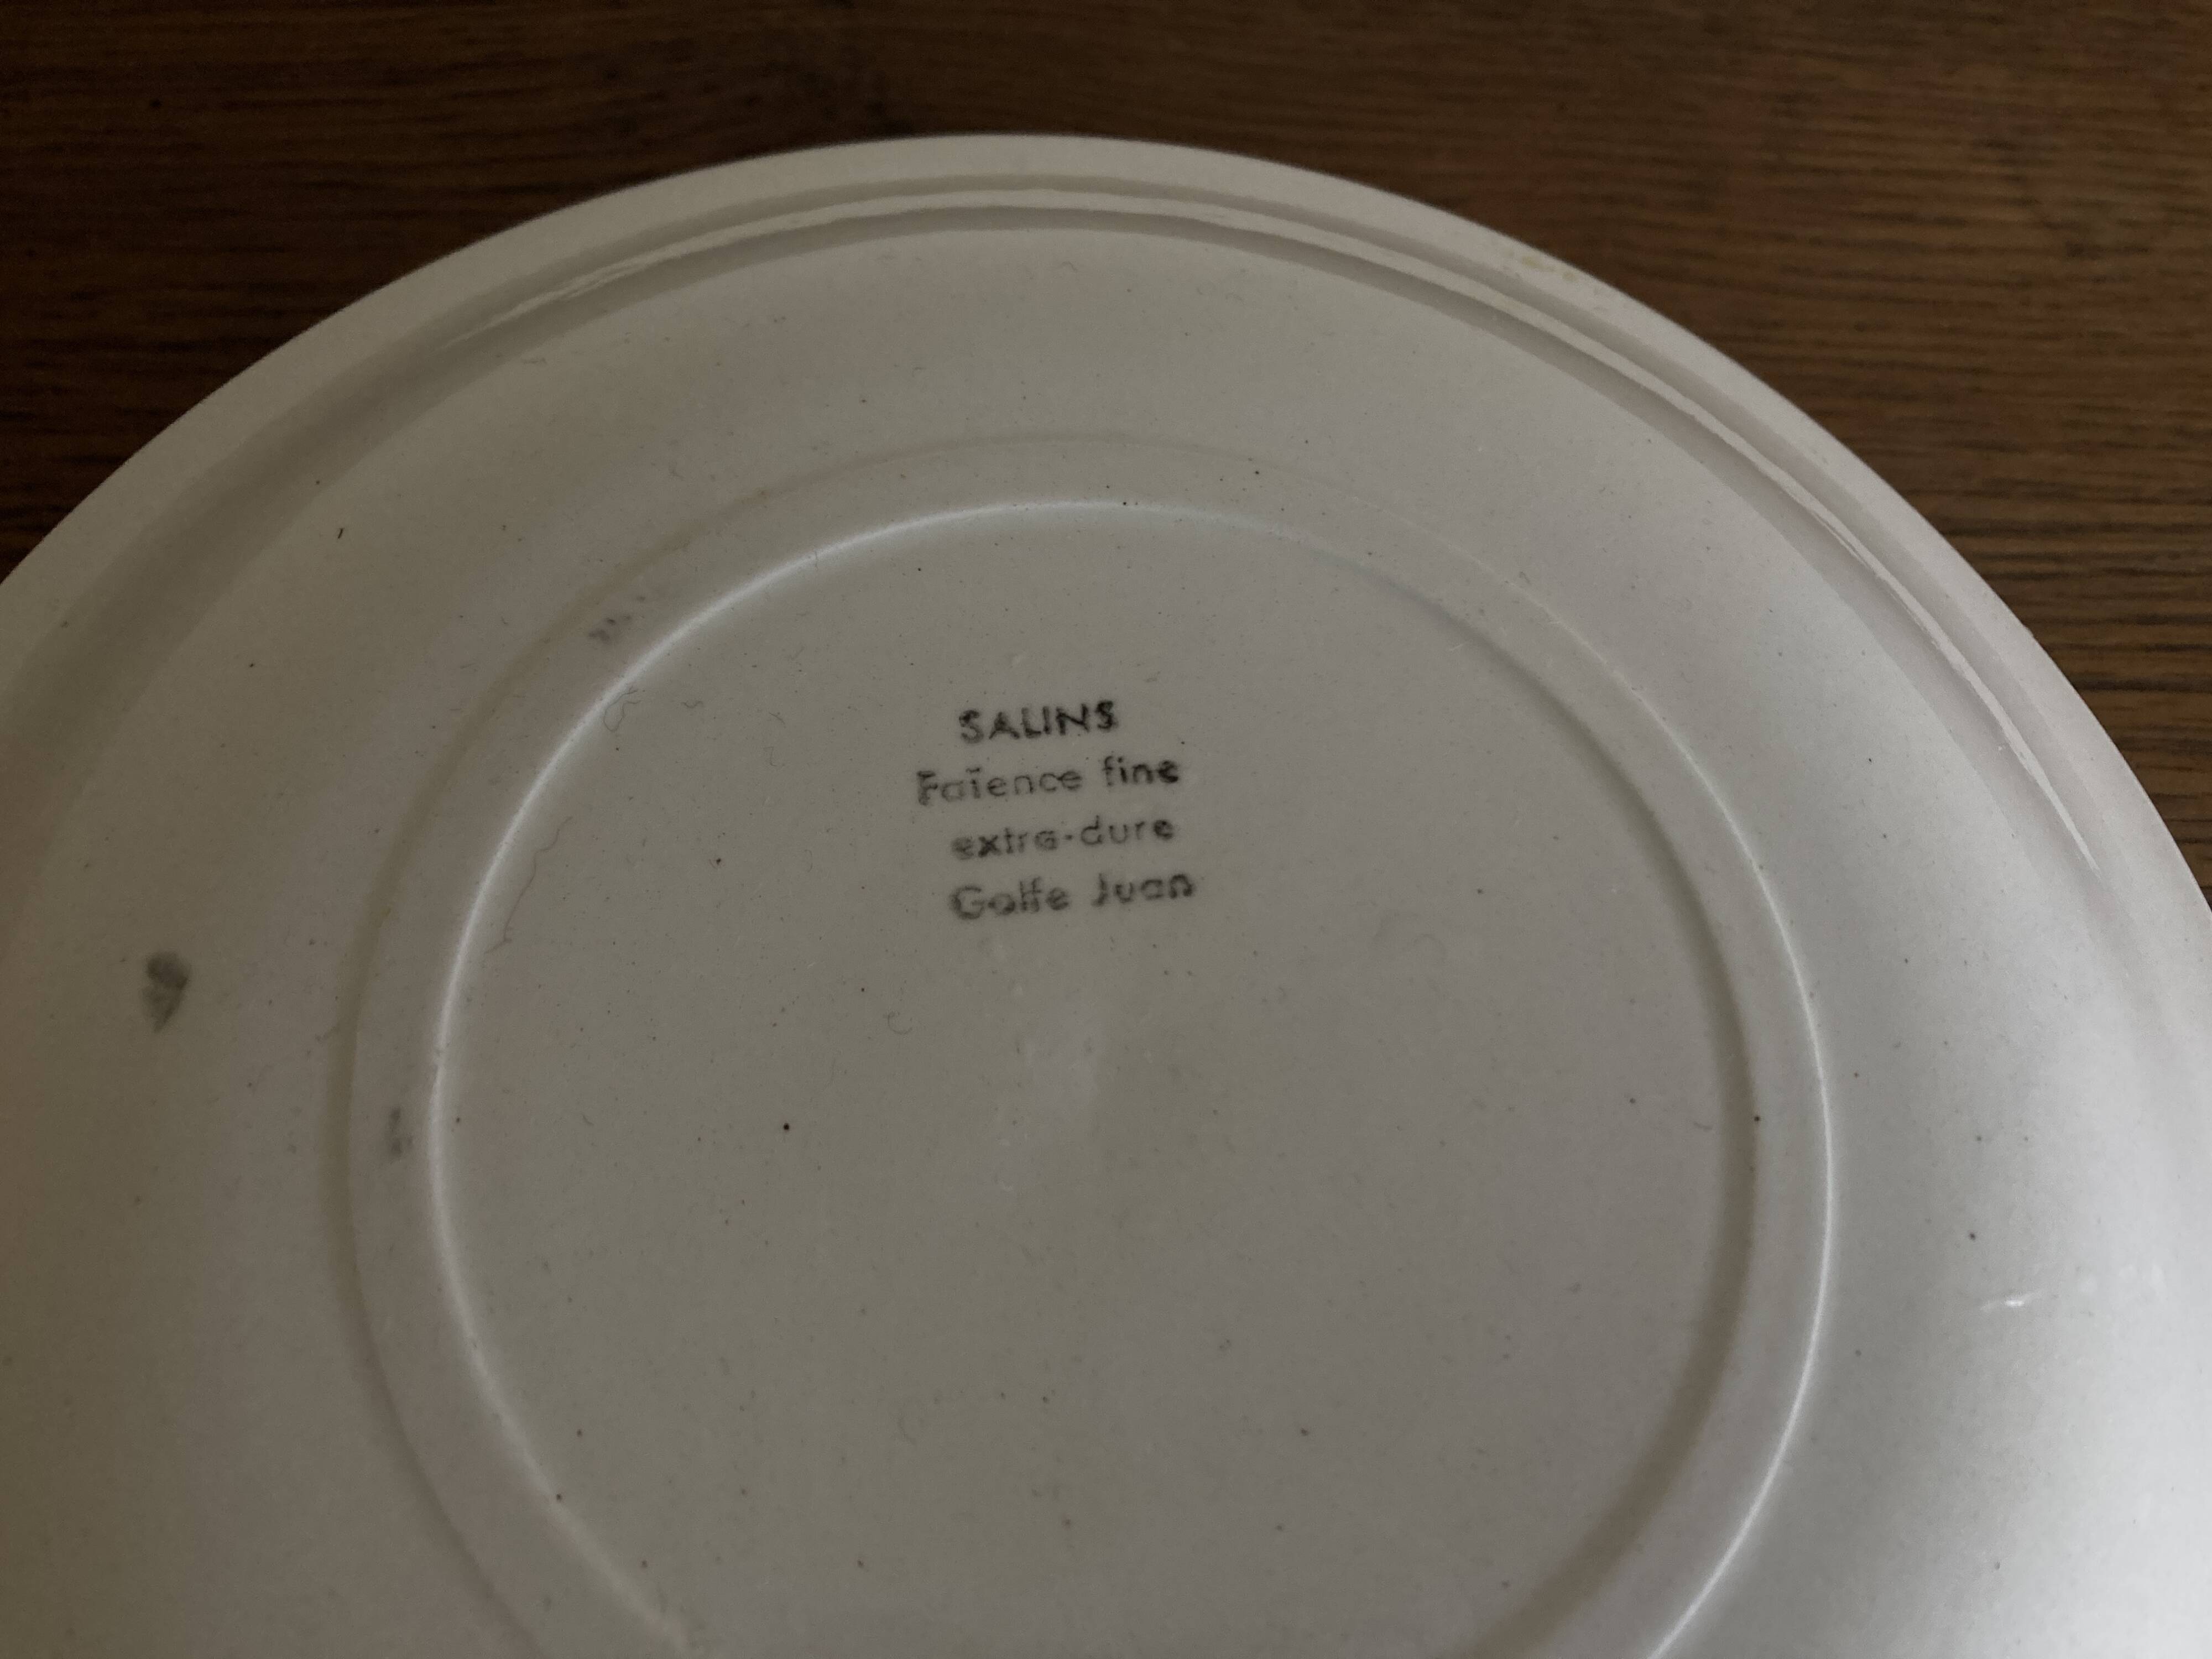 SALINS
Faïence fine
extra-dure
Golfe Juan